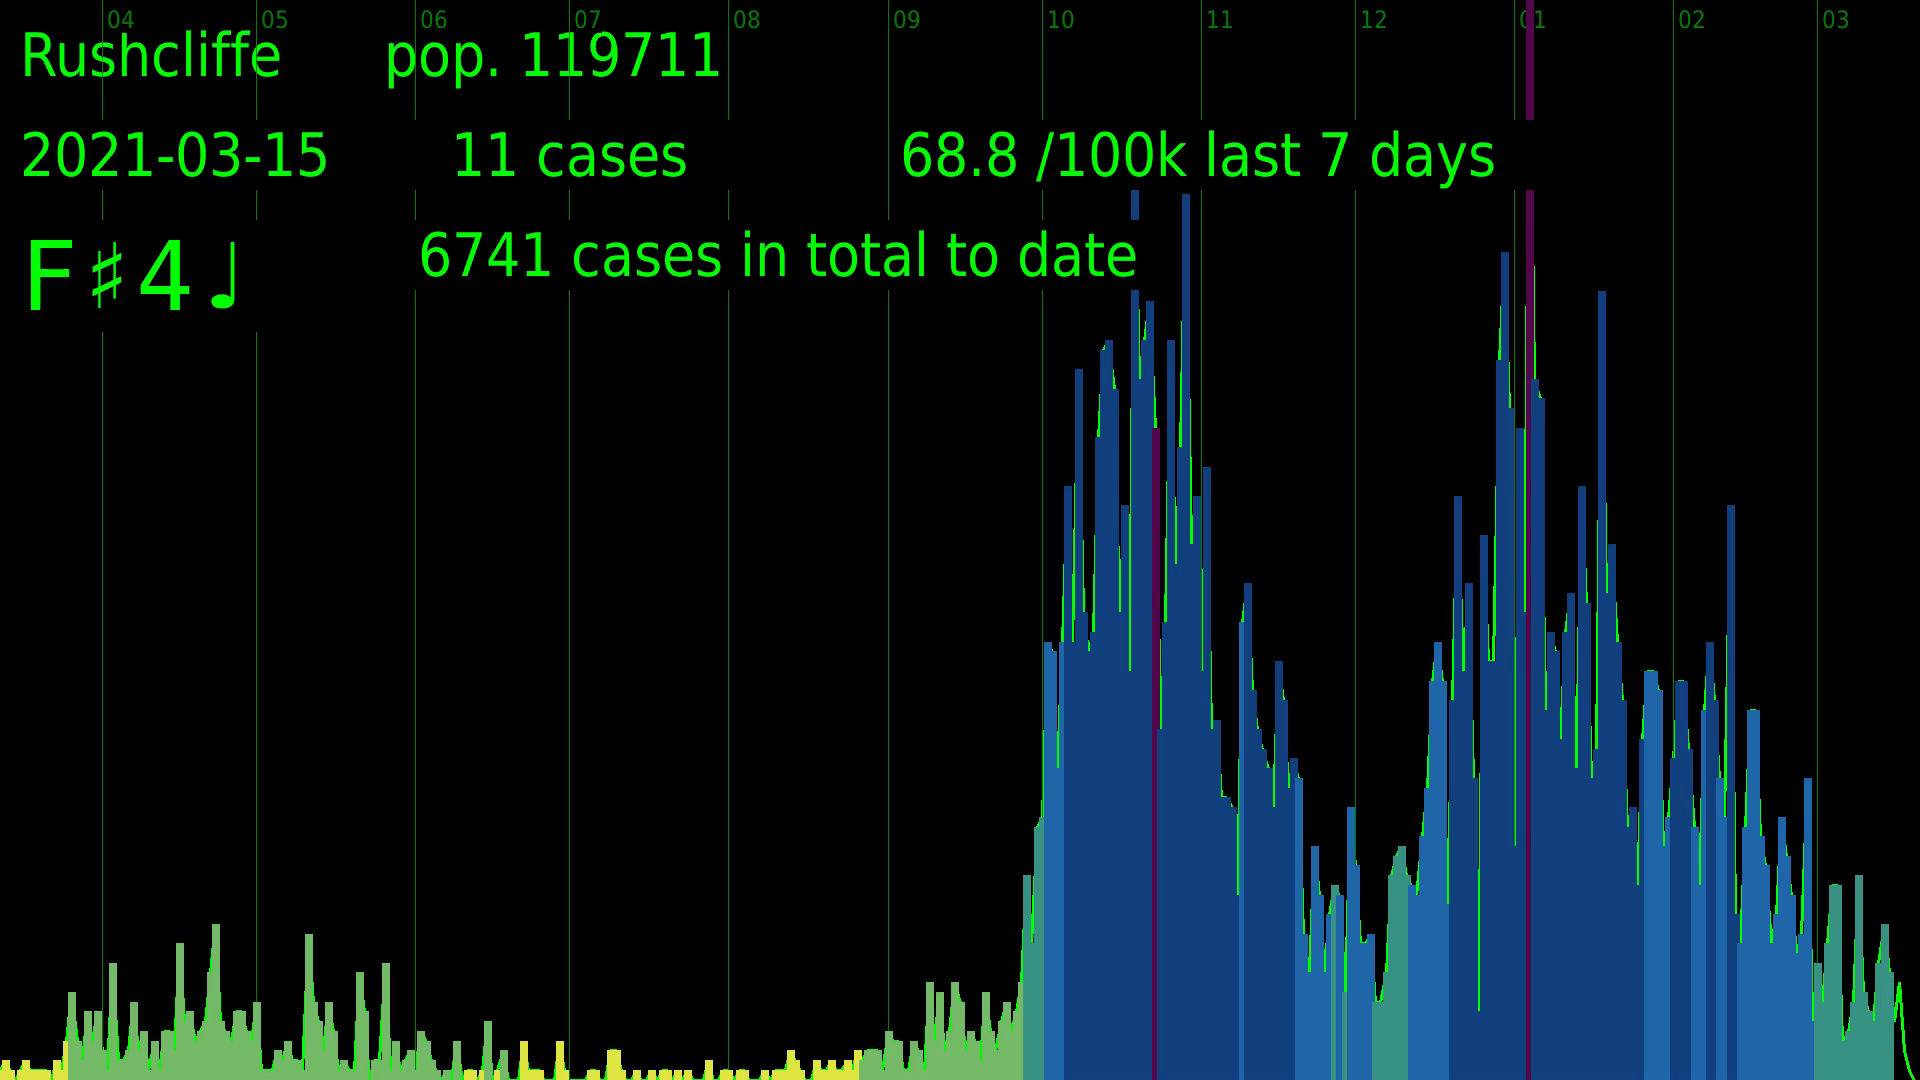 04 05 06 07 08 09 10 11 12 01 02 03
Rushcliffe pop. 119711
2021-03-15 11 cases 68.8 /100k last 7 days
F♯4♩ 6741 cases in total to date